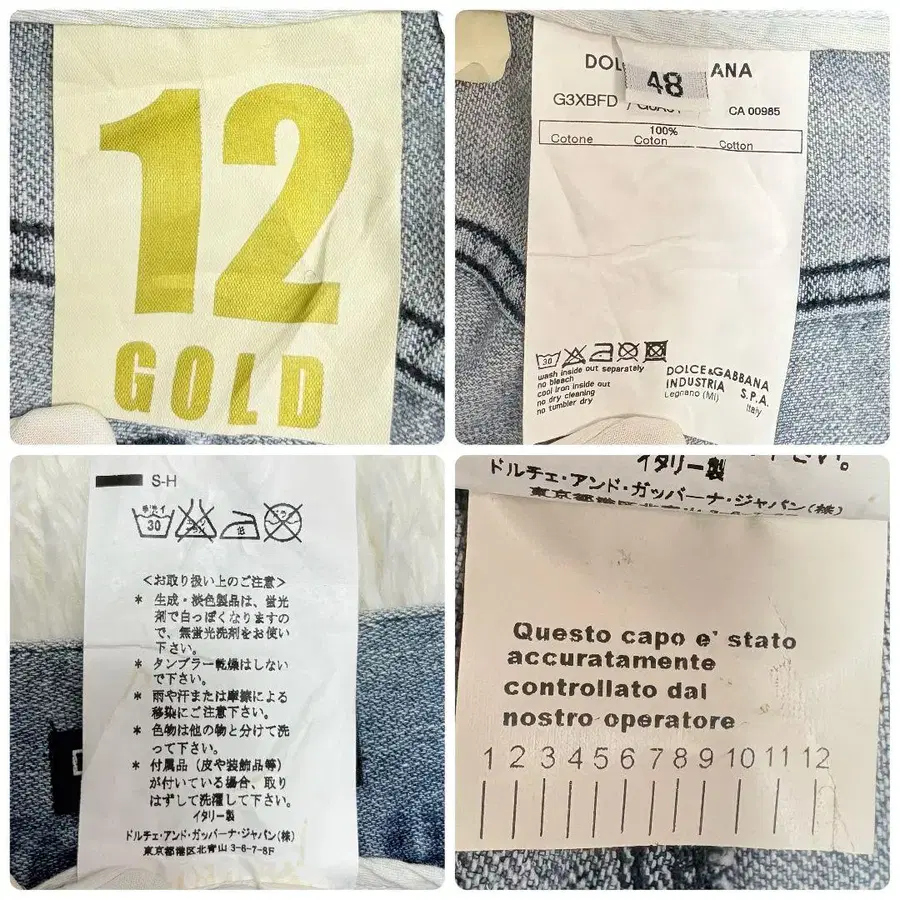 12
GOLD
48
ANA
G3XBFD /
CA 00985
100%
Cotone Coton Cotton
30
wash inside out separately
no bleach
cool iron inside out
no dry cleaning
no tumbler dry
DOLCE&GABBANA
INDUSTRIA S.P.A.
Legnano (MI) Italy
S-H
手洗イ
30
低
<お取り扱い上のご注意>
* 生成・淡色製品は、蛍光
剤で白っぽくなりますの
で、無蛍光洗剤をお使い
下さい。
* タンブラー乾燥はしない
で下さい。
* 雨や汗または摩擦による
移染にご注意下さい。
* 色物は他の物と分けて洗
って下さい。
* 付属品(皮や装飾品等)
が付いている場合、取り
はずして洗濯して下さい。
イタリー製
ドルチェ・アンド・ガッバーナ・ジャパン(株)
東京都港区北青山3-6-7-8F
イタリー製
ドルチェ・アンド・ガッバーナ・ジャパン(株)
Questo capo e' stato
accuratamente
controllato dal
nostro operatore
1 2 3 4 5 6 7 8 9 10 11 12